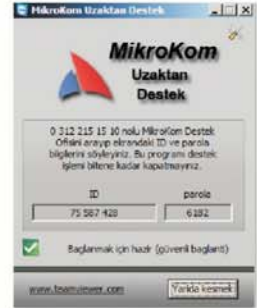 MikroKom Uzaktan Destek
MikroKom
Uzaktan
Destek
0 312 215 15 10 nolu MikroKom Destek
Ofisini arayıp ekrandaki ID ve parola
bilgilerini söyleyiniz. Bu programı destek
işlemi bitene kadar kapatmayınız.
ID
parola
75 587 428
6192
Bağlanmak için hazır (güvenli bağlantı)
www.teamviewer.com
Yarıda kesmek